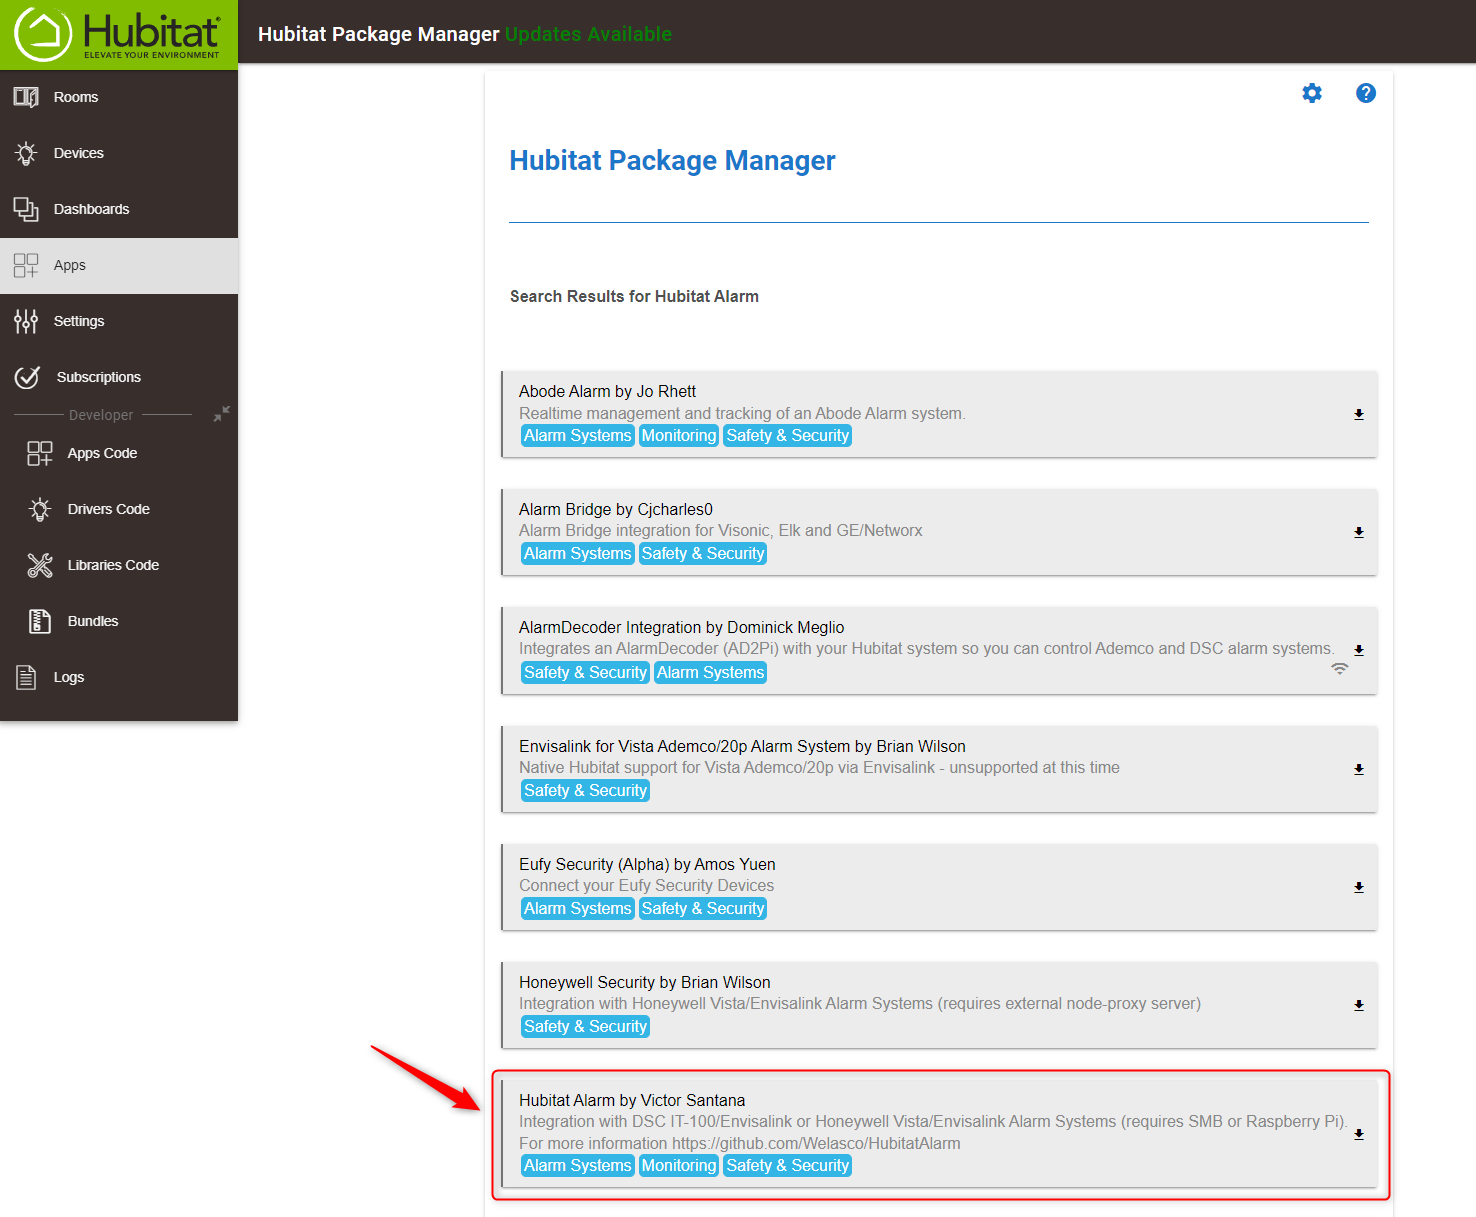 Hubitat®
ELEVATE YOUR ENVIRONMENT
Hubitat Package Manager Updates Available
Rooms
Devices
Dashboards
Apps
Settings
Subscriptions
Developer
Apps Code
Drivers Code
Libraries Code
Bundles
Logs
Hubitat Package Manager
Search Results for Hubitat Alarm
Abode Alarm by Jo Rhett
Realtime management and tracking of an Abode Alarm system.
Alarm Systems Monitoring Safety & Security
Alarm Bridge by Cjcharles0
Alarm Bridge integration for Visonic, Elk and GE/Networx
Alarm Systems Safety & Security
AlarmDecoder Integration by Dominick Meglio
Integrates an AlarmDecoder (AD2Pi) with your Hubitat system so you can control Ademco and DSC alarm systems.
Safety & Security Alarm Systems
Envisalink for Vista Ademco/20p Alarm System by Brian Wilson
Native Hubitat support for Vista Ademco/20p via Envisalink - unsupported at this time
Safety & Security
Eufy Security (Alpha) by Amos Yuen
Connect your Eufy Security Devices
Alarm Systems Safety & Security
Honeywell Security by Brian Wilson
Integration with Honeywell Vista/Envisalink Alarm Systems (requires external node-proxy server)
Safety & Security
Hubitat Alarm by Victor Santana
Integration with DSC IT-100/Envisalink or Honeywell Vista/Envisalink Alarm Systems (requires SMB or Raspberry Pi).
For more information https://github.com/Welasco/HubitatAlarm
Alarm Systems Monitoring Safety & Security